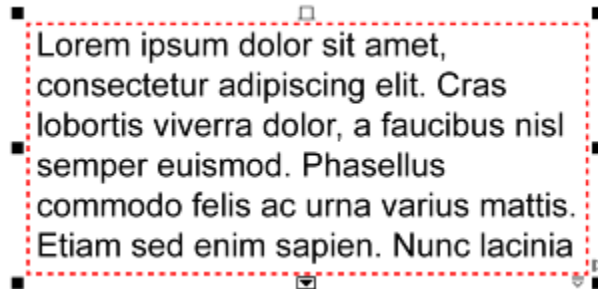 Lorem ipsum dolor sit amet,
consectetur adipiscing elit. Cras
lobortis viverra dolor, a faucibus nisl
semper euismod. Phasellus
commodo felis ac urna varius mattis.
Etiam sed enim sapien. Nunc lacinia